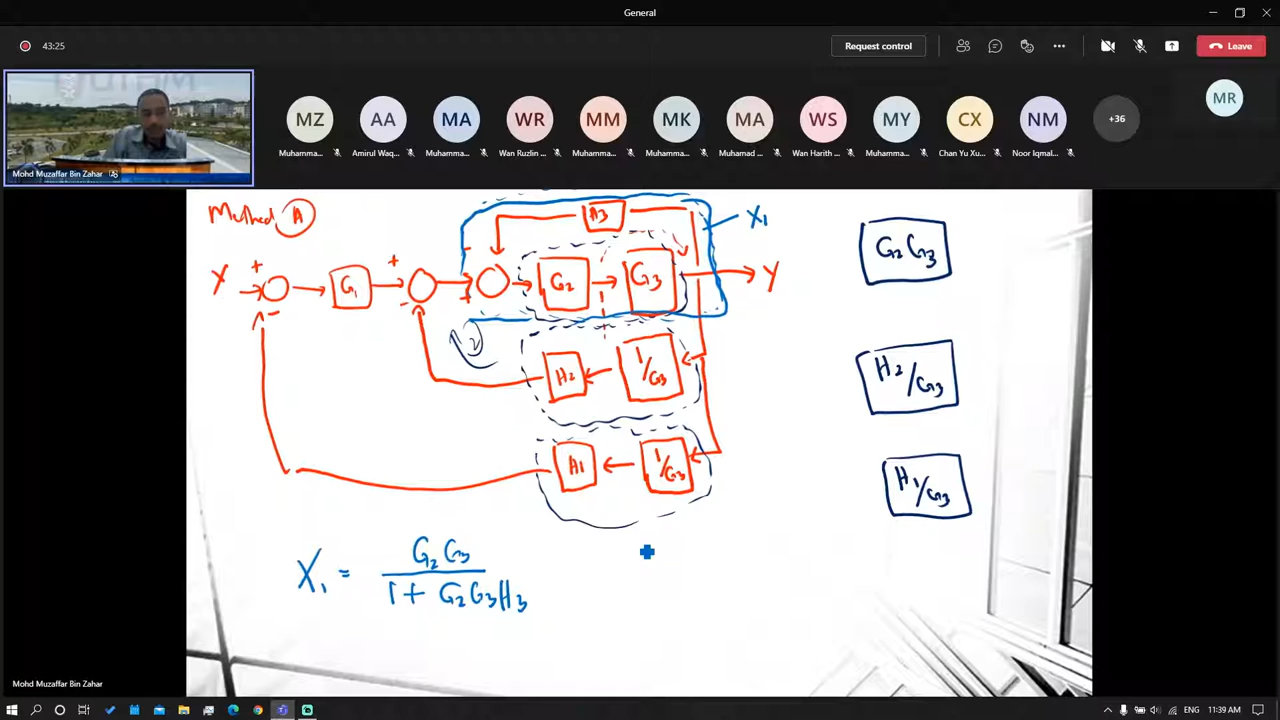 General
43:25
Request control
Leave
MZ
AA
MA
WR
MM
MK
MA
WS
MY
CX
NM
+36
MR
Muhamma...
Amirul Waq...
Muhamma...
Wan Ruzlin ...
Muhamma...
Muhamma...
Muhamad ...
Wan Harith ...
Muhamma...
Chan Yu Xu...
Noor Iqmal...
Mohd Muzaffar Bin Zahar
Method A
H3
X1
G2G3
X + - G1 + - G2 G3 Y
2
H2 1/G3
H2/G3
H1 1/G3
H1/G3
X1 = G2G3 / 1 + G2G3H3
Mohd Muzaffar Bin Zahar
11:39 AM